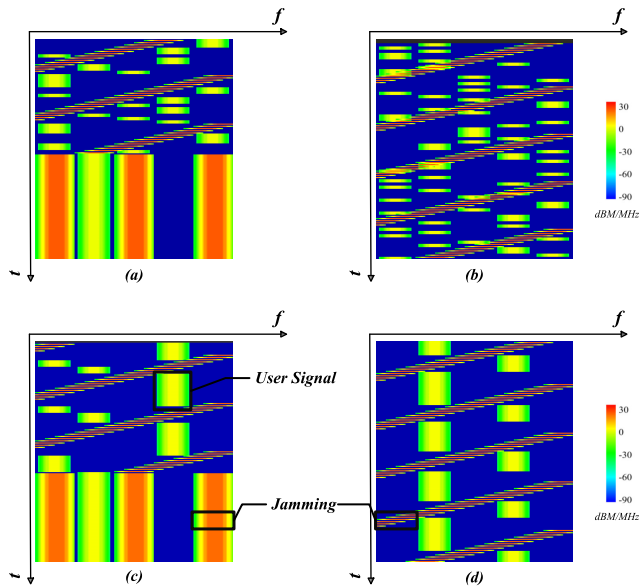 f
f
30
0
-30
-60
-90
dBM/MHz
t
(a)
t
(b)
f
f
User Signal
30
0
-30
-60
-90
dBM/MHz
Jamming
t
(c)
t
(d)